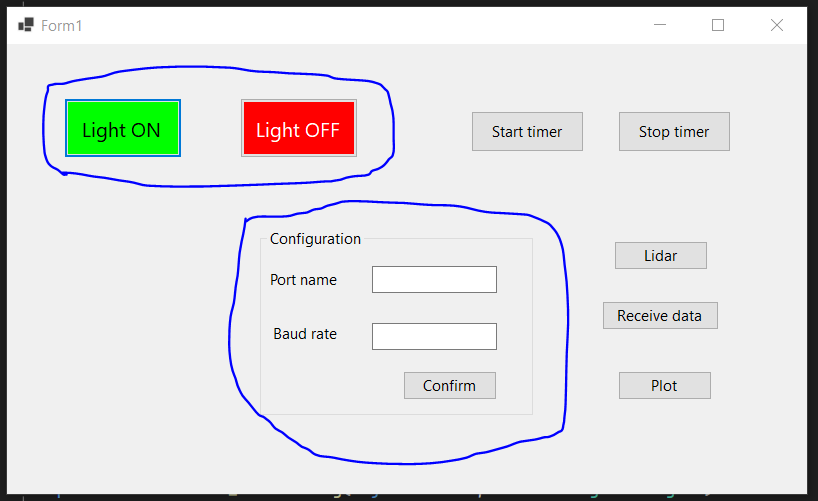 Form1
Light ON
Light OFF
Start timer
Stop timer
Configuration
Port name
Baud rate
Confirm
Lidar
Receive data
Plot